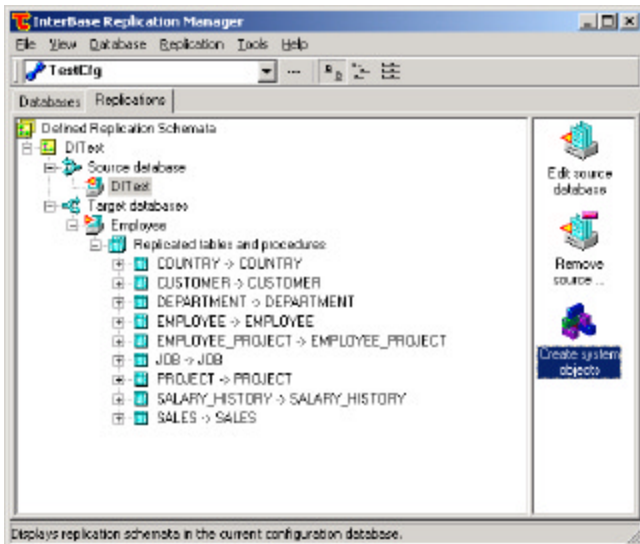 InterBase Replication Manager
File View Database Replication Tools Help
TestCfg
Databases Replications
Defined Replication Schemata
DITest
Source database
DITest
Target databases
Employee
Replicated tables and procedures
COUNTRY -> COUNTRY
CUSTOMER -> CUSTOMER
DEPARTMENT -> DEPARTMENT
EMPLOYEE -> EMPLOYEE
EMPLOYEE_PROJECT -> EMPLOYEE_PROJECT
JOB -> JOB
PROJECT -> PROJECT
SALARY_HISTORY -> SALARY_HISTORY
SALES -> SALES
Edit source
database
Remove
source ...
Create system
objects
Displays replication schemata in the current configuration database.